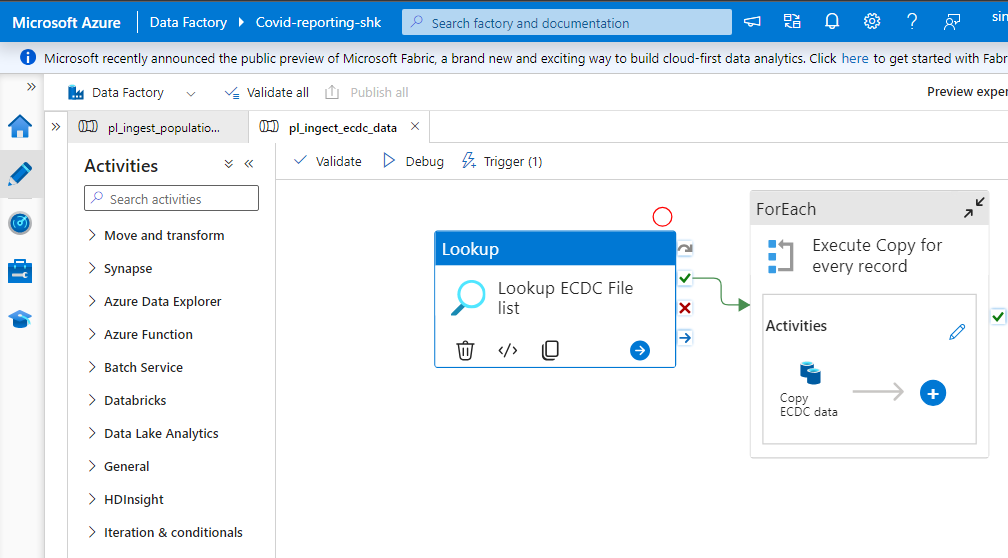 Microsoft Azure
Data Factory
Covid-reporting-shk
Search factory and documentation
Microsoft recently announced the public preview of Microsoft Fabric, a brand new and exciting way to build cloud-first data analytics. Click here to get started with Fabr
Data Factory
Validate all
Publish all
Preview exper
pl_ingest_populatio...
pl_ingect_ecdc_data
Activities
Validate
Debug
Trigger (1)
Search activities
Move and transform
Synapse
Azure Data Explorer
Azure Function
Batch Service
Databricks
Data Lake Analytics
General
HDInsight
Iteration & conditionals
Lookup
Lookup ECDC File
list
ForEach
Execute Copy for
every record
Activities
Copy
ECDC data